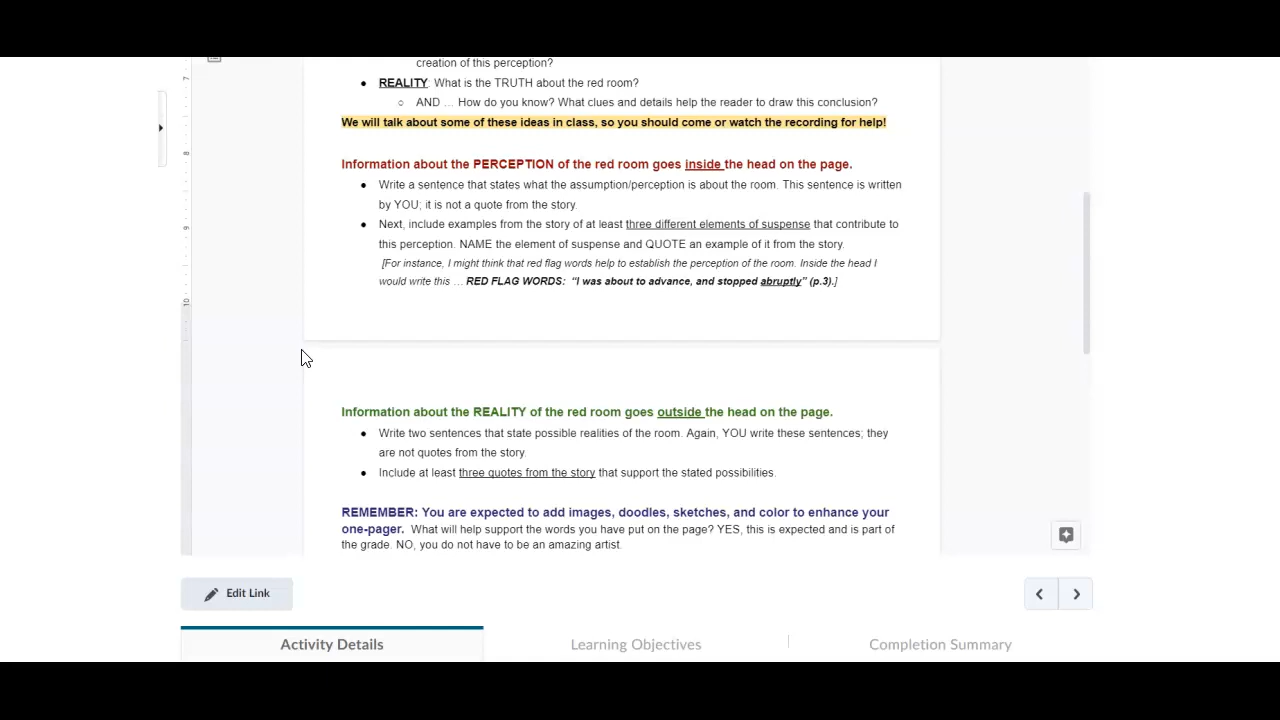 creation of this perception?
● REALITY: What is the TRUTH about the red room?
○ AND … How do you know? What clues and details help the reader to draw this conclusion?
We will talk about some of these ideas in class, so you should come or watch the recording for help!
Information about the PERCEPTION of the red room goes inside the head on the page.
● Write a sentence that states what the assumption/perception is about the room. This sentence is written
by YOU; it is not a quote from the story.
● Next, include examples from the story of at least three different elements of suspense that contribute to
this perception. NAME the element of suspense and QUOTE an example of it from the story.
[For instance, I might think that red flag words help to establish the perception of the room. Inside the head I
would write this … RED FLAG WORDS: “I was about to advance, and stopped abruptly” (p.3).]
Information about the REALITY of the red room goes outside the head on the page.
● Write two sentences that state possible realities of the room. Again, YOU write these sentences; they
are not quotes from the story.
● Include at least three quotes from the story that support the stated possibilities.
REMEMBER: You are expected to add images, doodles, sketches, and color to enhance your
one-pager. What will help support the words you have put on the page? YES, this is expected and is part of
the grade. NO, you do not have to be an amazing artist.
7
8
9
10
Edit Link
Activity Details
Learning Objectives
Completion Summary